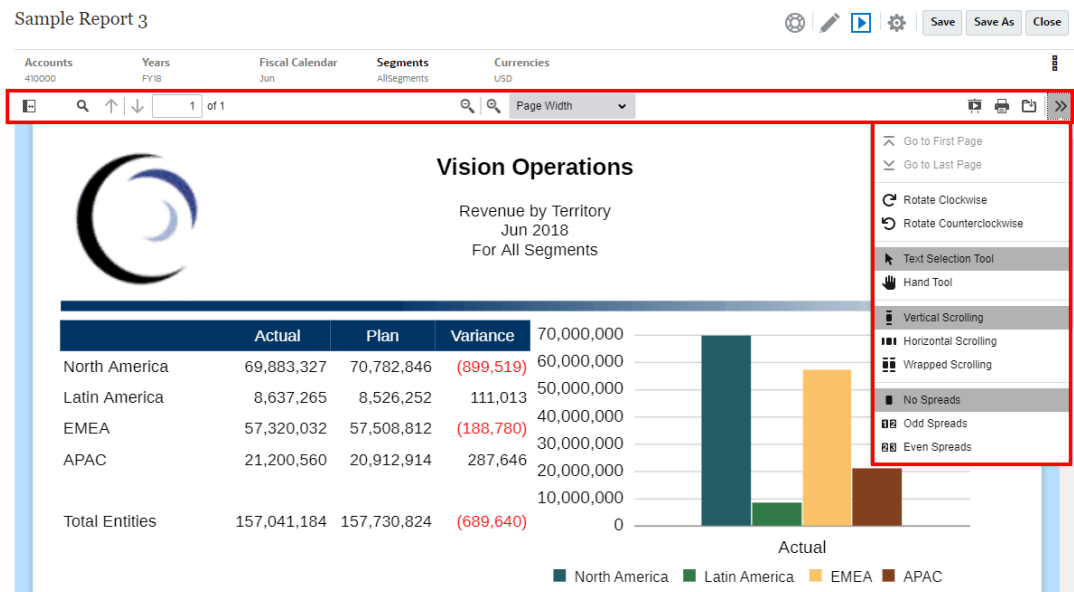 Sample Report 3
Save Save As Close
Accounts Years Fiscal Calendar Segments Currencies
410000 FY18 Jun AllSegments USD
1 of 1 Page Width
Go to First Page
Go to Last Page
Rotate Clockwise
Rotate Counterclockwise
Text Selection Tool
Hand Tool
Vertical Scrolling
Horizontal Scrolling
Wrapped Scrolling
No Spreads
Odd Spreads
Even Spreads
Vision Operations
Revenue by Territory
Jun 2018
For All Segments
Actual Plan Variance
North America 69,883,327 70,782,846 (899,519)
Latin America 8,637,265 8,526,252 111,013
EMEA 57,320,032 57,508,812 (188,780)
APAC 21,200,560 20,912,914 287,646
Total Entities 157,041,184 157,730,824 (689,640)
70,000,000
60,000,000
50,000,000
40,000,000
30,000,000
20,000,000
10,000,000
0
Actual
North America Latin America EMEA APAC